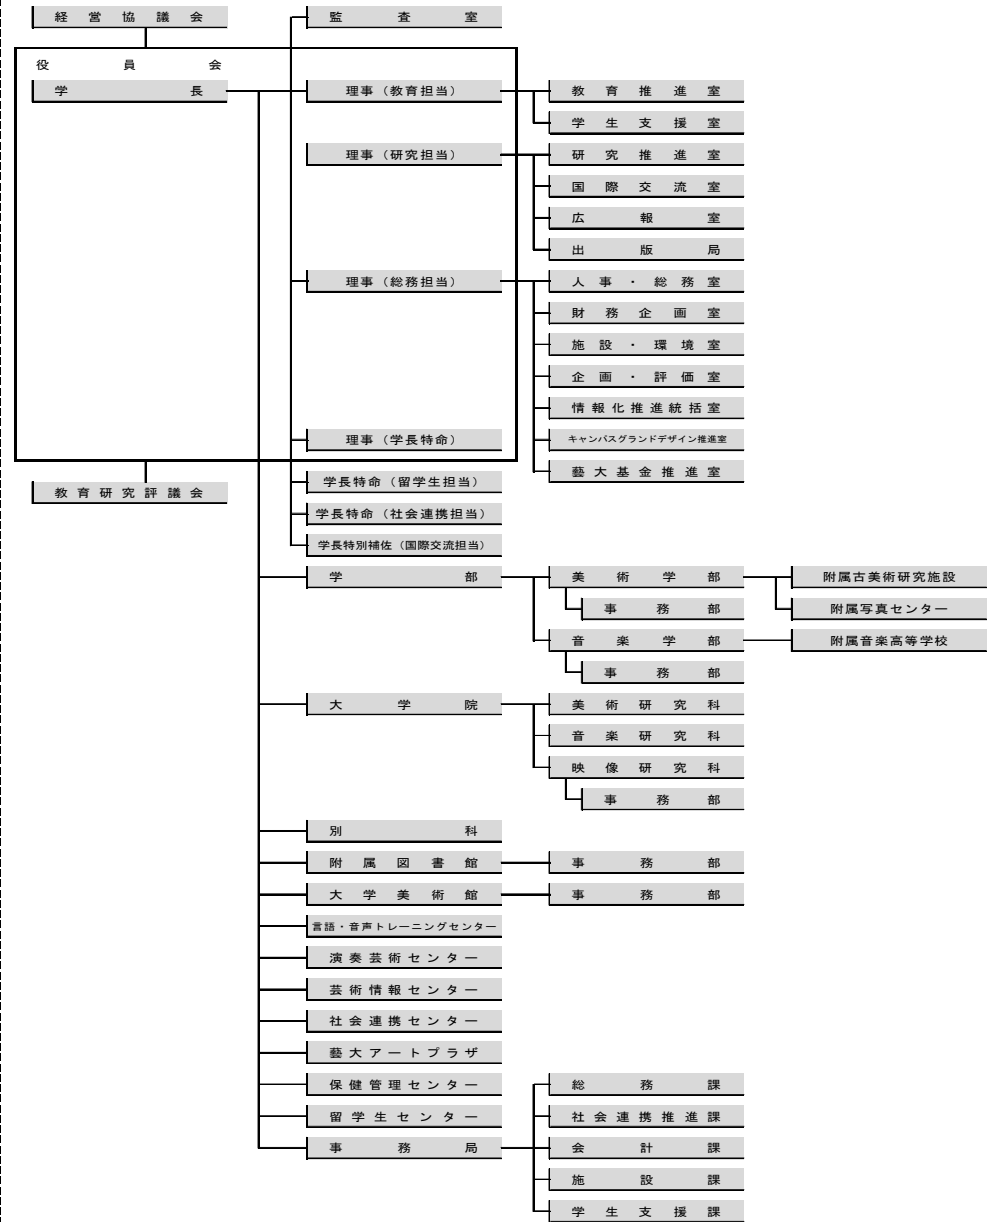 経営協議会
監査室
役員会
学長
理事（教育担当）
教育推進室
学生支援室
理事（研究担当）
研究推進室
国際交流室
広報室
出版局
理事（総務担当）
人事・総務室
財務企画室
施設・環境室
企画・評価室
情報化推進統括室
理事（学長特命）
キャンパスグランドデザイン推進室
藝大基金推進室
教育研究評議会
学長特命（留学生担当）
学長特命（社会連携担当）
学長特別補佐（国際交流担当）
学部
美術学部
附属古美術研究施設
事務部
附属写真センター
音楽学部
附属音楽高等学校
事務部
大学院
美術研究科
音楽研究科
映像研究科
事務部
別科
附属図書館
事務部
大学美術館
事務部
言語・音声トレーニングセンター
演奏芸術センター
芸術情報センター
社会連携センター
藝大アートプラザ
保健管理センター
総務課
留学生センター
社会連携推進課
事務局
会計課
施設課
学生支援課